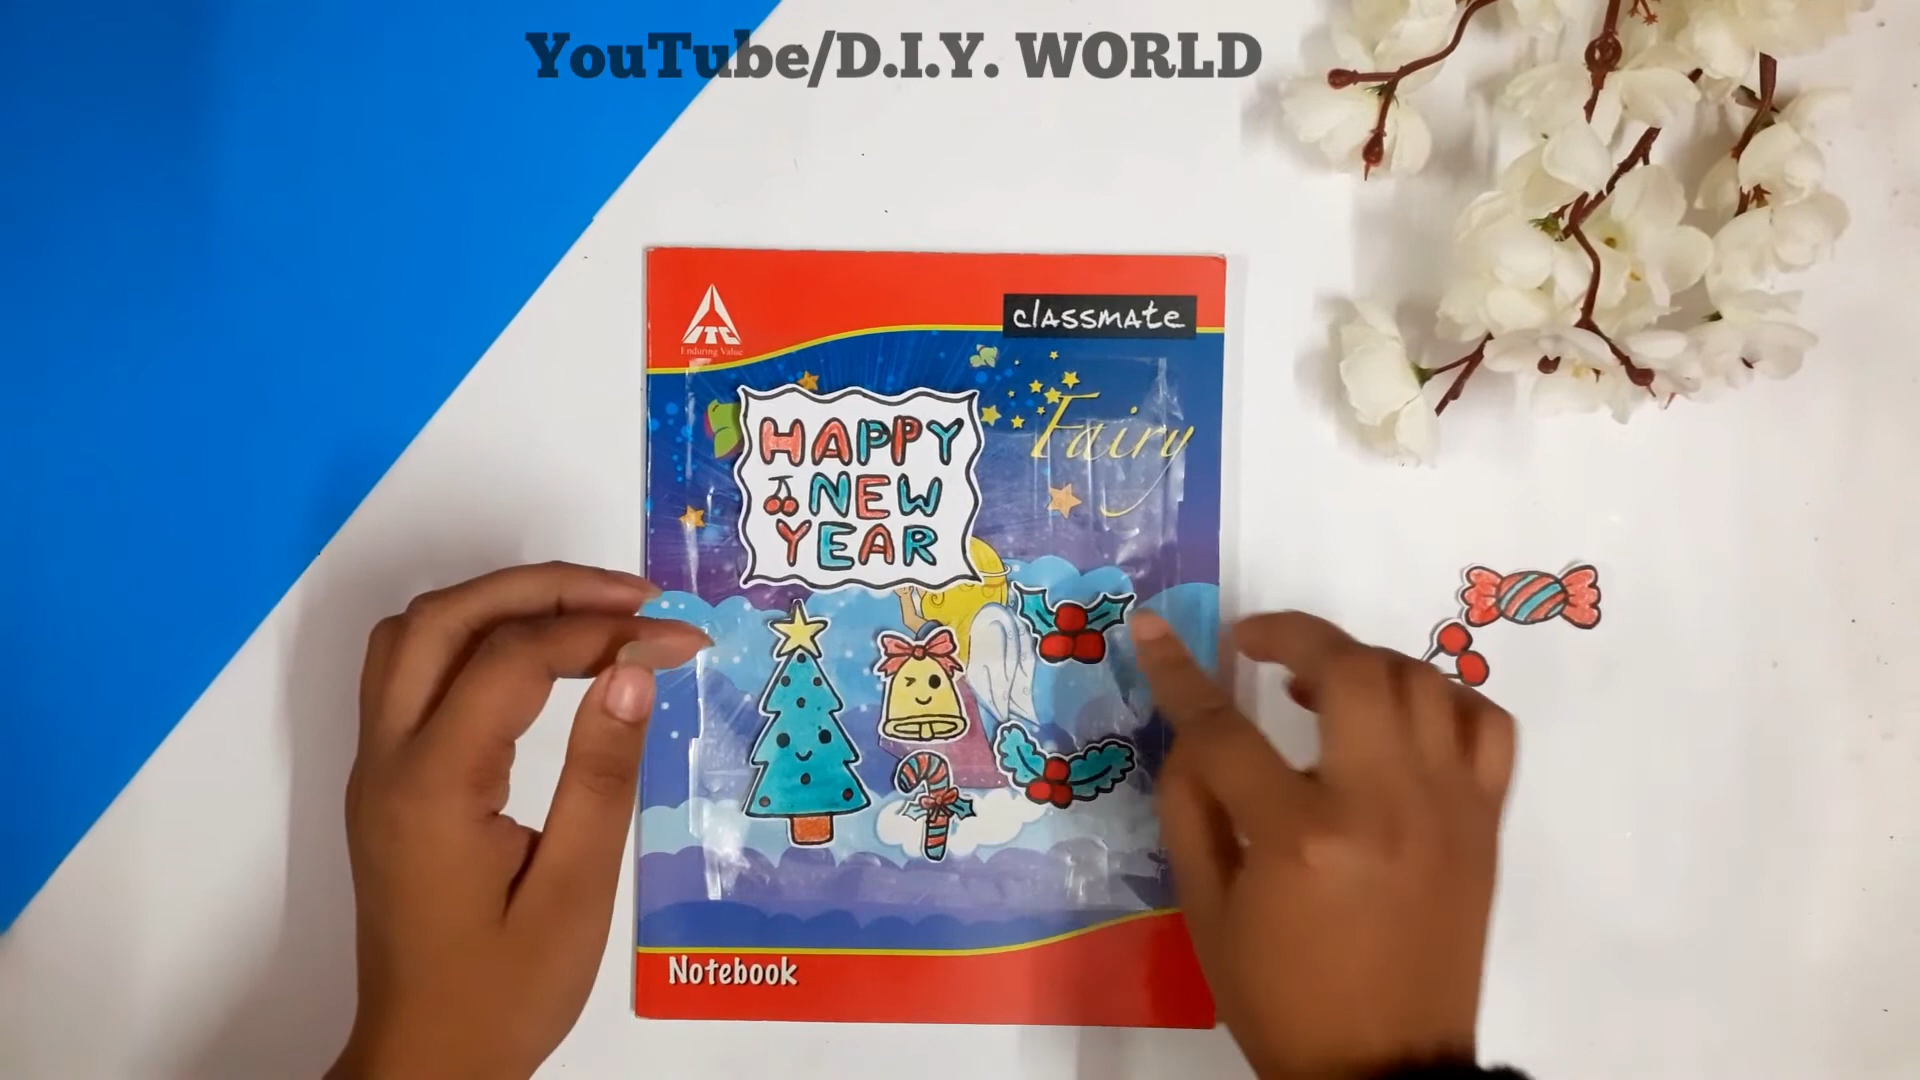 YouTube/D.I.Y. WORLD
ITC
Enduring Value
classmate
Fairy
HAPPY
NEW
YEAR
Notebook